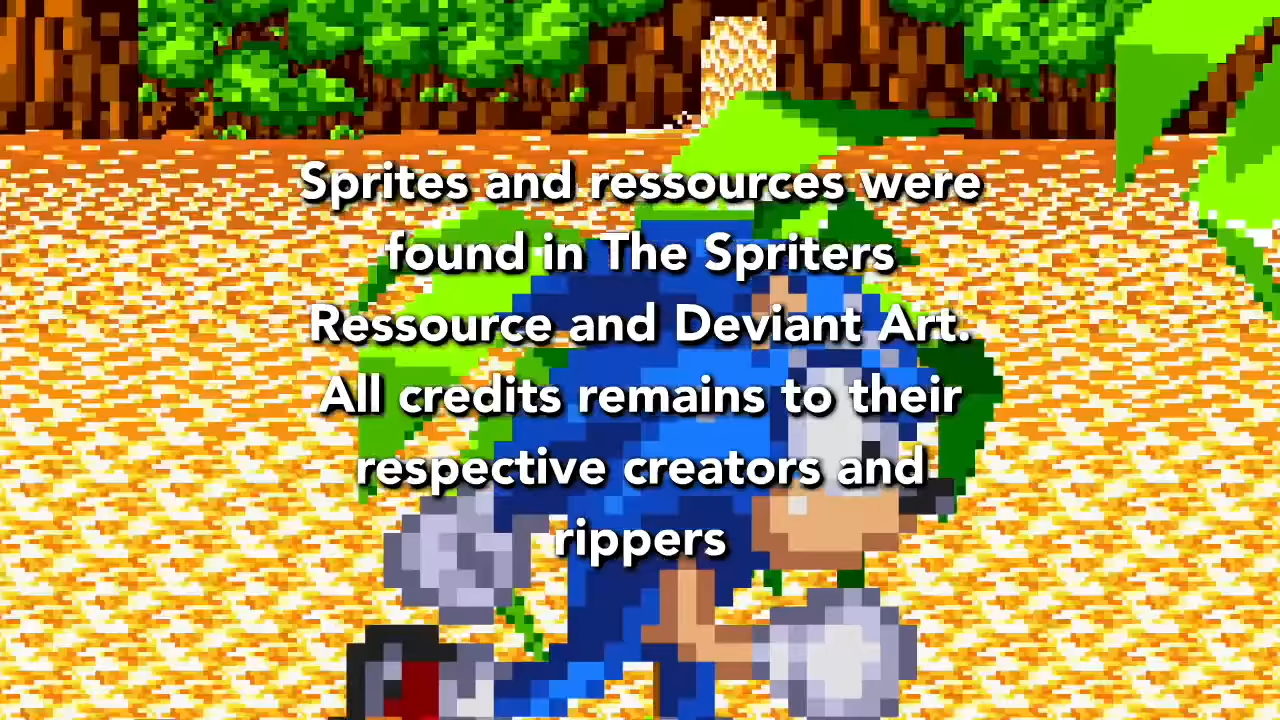 Sprites and ressources were
found in The Spriters
Ressource and Deviant Art.
All credits remains to their
respective creators and
rippers